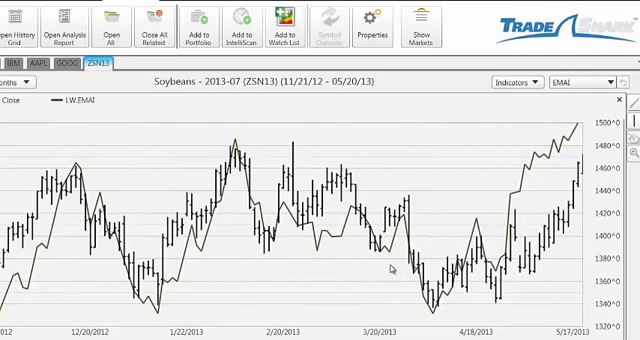 Open History
Grid
Open Analysis
Report
Open
All
Close All
Related
Add to
Portfolio
Add to
IntelliScan
Add to
Watch List
Symbol
Override
Properties
Show
Markets
TRADE SHARK
IBM
AAPL
GOOG
ZSN13
onths
Soybeans - 2013-07 (ZSN13) (11/21/12 - 05/20/13)
Indicators
EMAI
Close
LW.EMAI
1500^0
1480^0
1460^0
1440^0
1420^0
1400^0
1380^0
1360^0
1340^0
1320^0
2012
12/20/2012
1/22/2013
2/20/2013
3/20/2013
4/18/2013
5/17/2013